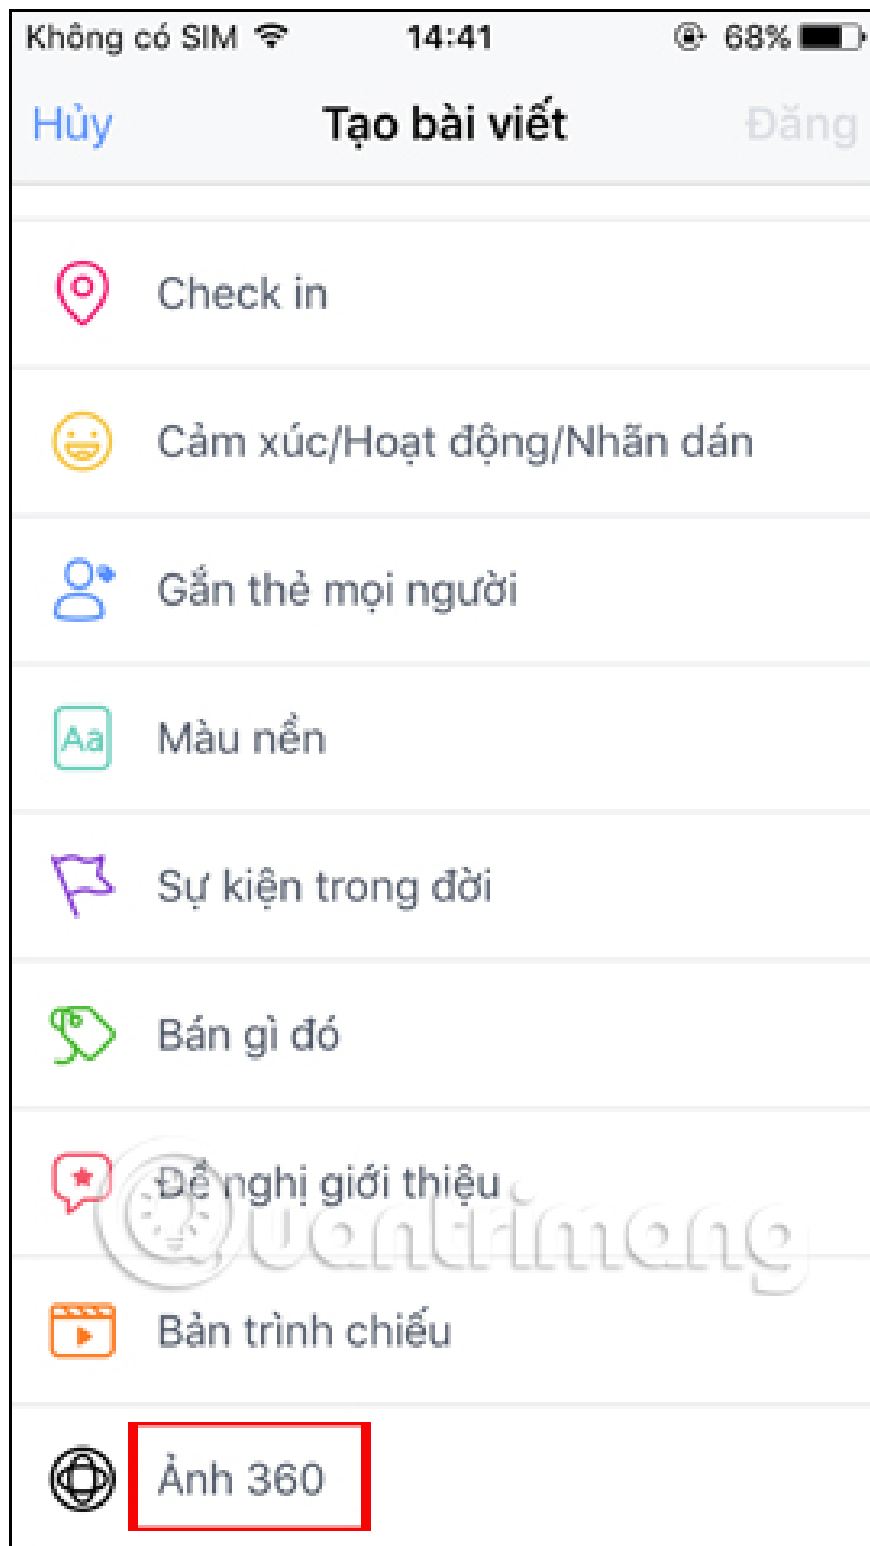 Không có SIM 14:41 68%
Hủy Tạo bài viết Đăng
Check in
Cảm xúc/Hoạt động/Nhãn dán
Gắn thẻ mọi người
Aa Màu nền
Sự kiện trong đời
Bán gì đó
Đề nghị giới thiệu
Quantrimang
Bản trình chiếu
Ảnh 360